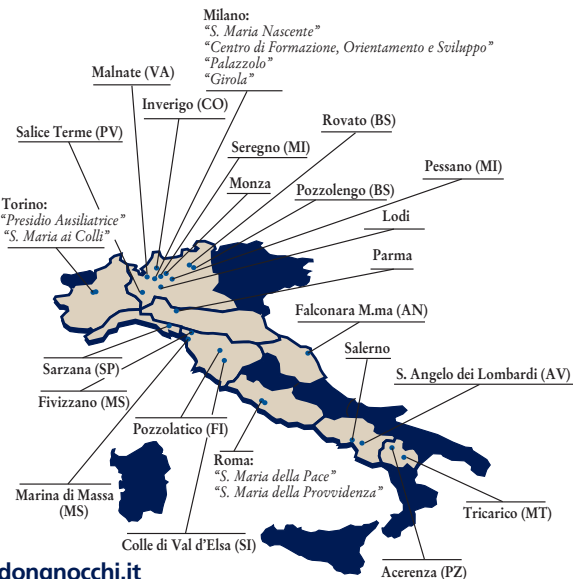 Milano:
“S. Maria Nascente”
“Centro di Formazione, Orientamento e Sviluppo”
“Palazzolo”
“Girola”
Malnate (VA)
Inverigo (CO)
Rovato (BS)
Salice Terme (PV)
Seregno (MI)
Pessano (MI)
Monza
Pozzolengo (BS)
Torino:
“Presidio Ausiliatrice”
“S. Maria ai Colli”
Lodi
Parma
Falconara M.ma (AN)
Salerno
Sarzana (SP)
S. Angelo dei Lombardi (AV)
Fivizzano (MS)
Pozzolatico (FI)
Roma:
“S. Maria della Pace”
“S. Maria della Provvidenza”
Marina di Massa
(MS)
Tricarico (MT)
Colle di Val d’Elsa (SI)
Acerenza (PZ)
dongnocchi.it